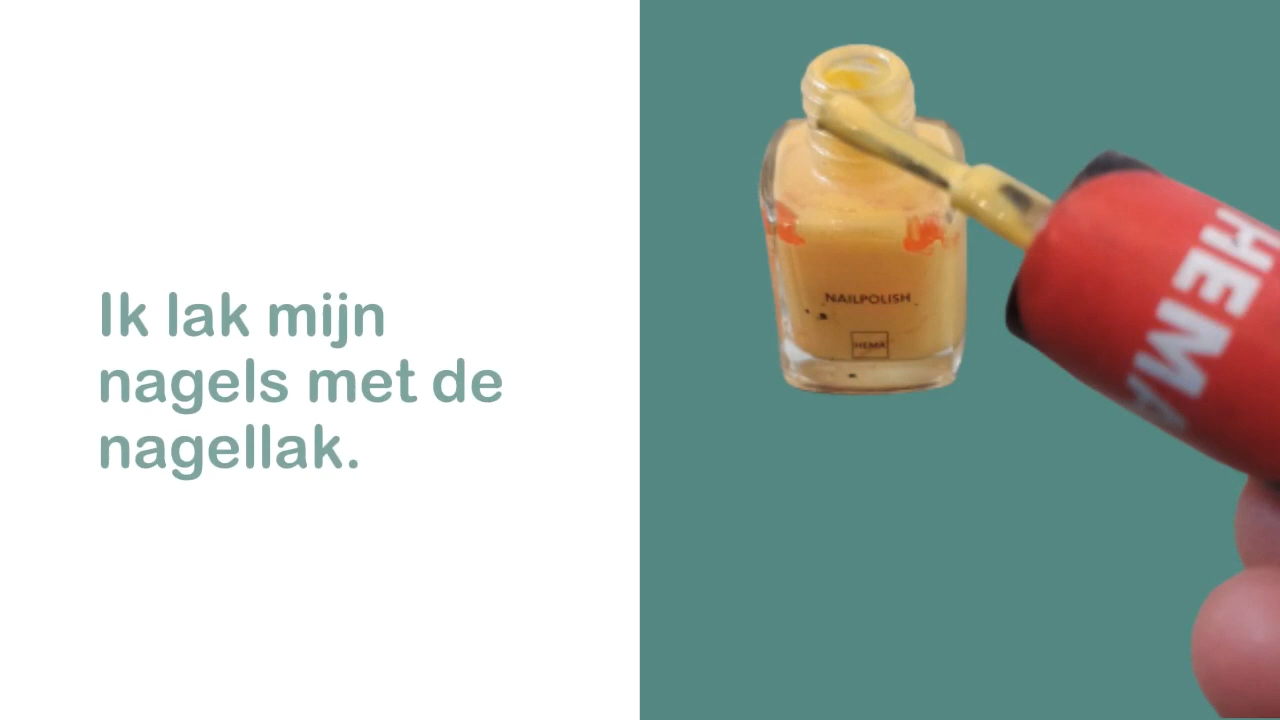 Ik lak mijn
nagels met de
nagellak.
NAILPOLISH
HEMA
HEMA